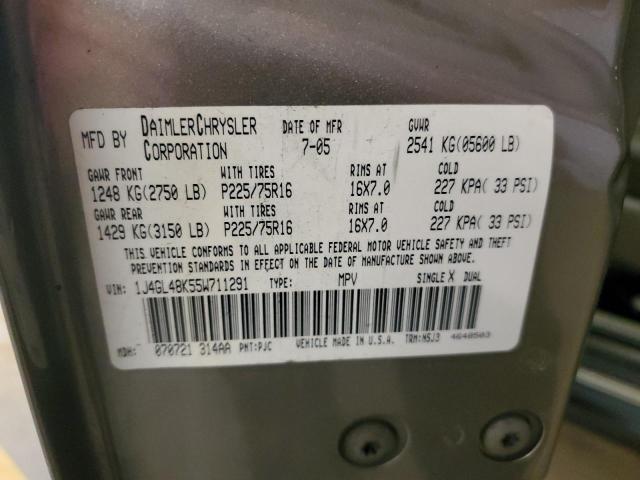 MFD BY DAIMLERCHRYSLER CORPORATION DATE OF MFR 7-05 GVWR 2541 KG(05600 LB)
GAWR FRONT WITH TIRES RIMS AT COLD
1248 KG(2750 LB) P225/75R16 16X7.0 227 KPA( 33 PSI)
GAWR REAR WITH TIRES RIMS AT COLD
1429 KG(3150 LB) P225/75R16 16X7.0 227 KPA( 33 PSI)
THIS VEHICLE CONFORMS TO ALL APPLICABLE FEDERAL MOTOR VEHICLE SAFETY AND THEFT
PREVENTION STANDARDS IN EFFECT ON THE DATE OF MANUFACTURE SHOWN ABOVE.
VIN: 1J4GL48K55W711291 TYPE: MPV SINGLE X DUAL
MDH: 070721 314AA PNT:PJC VEHICLE MADE IN U.S.A. TRM:N5J3 4648503